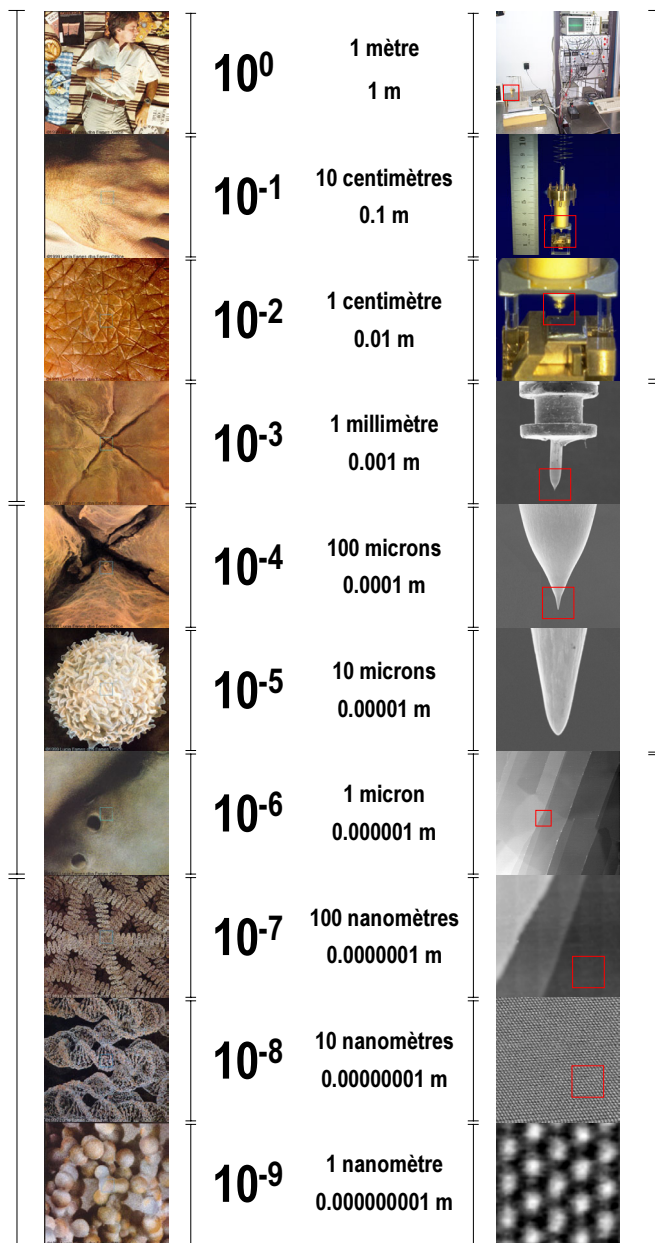 10⁰
1 mètre
1 m
10⁻¹
10 centimètres
0.1 m
10⁻²
1 centimètre
0.01 m
10⁻³
1 millimètre
0.001 m
10⁻⁴
100 microns
0.0001 m
10⁻⁵
10 microns
0.00001 m
10⁻⁶
1 micron
0.000001 m
10⁻⁷
100 nanomètres
0.0000001 m
10⁻⁸
10 nanomètres
0.00000001 m
10⁻⁹
1 nanomètre
0.000000001 m